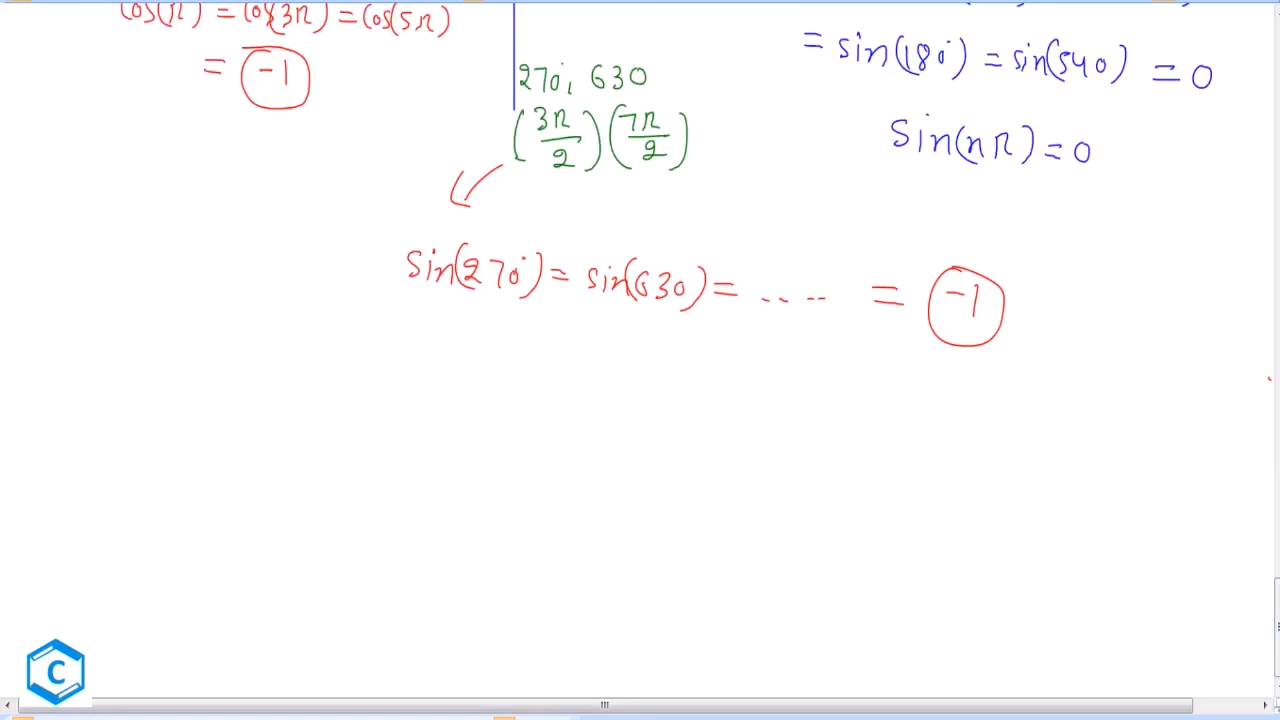 cos(π) = cos(3π) = cos(5π)
= -1
270°, 630
(3π/2) (7π/2)
= sin(180°) = sin(540) = 0
sin(nπ) = 0
sin(270°) = sin(630) = ..... = -1
C